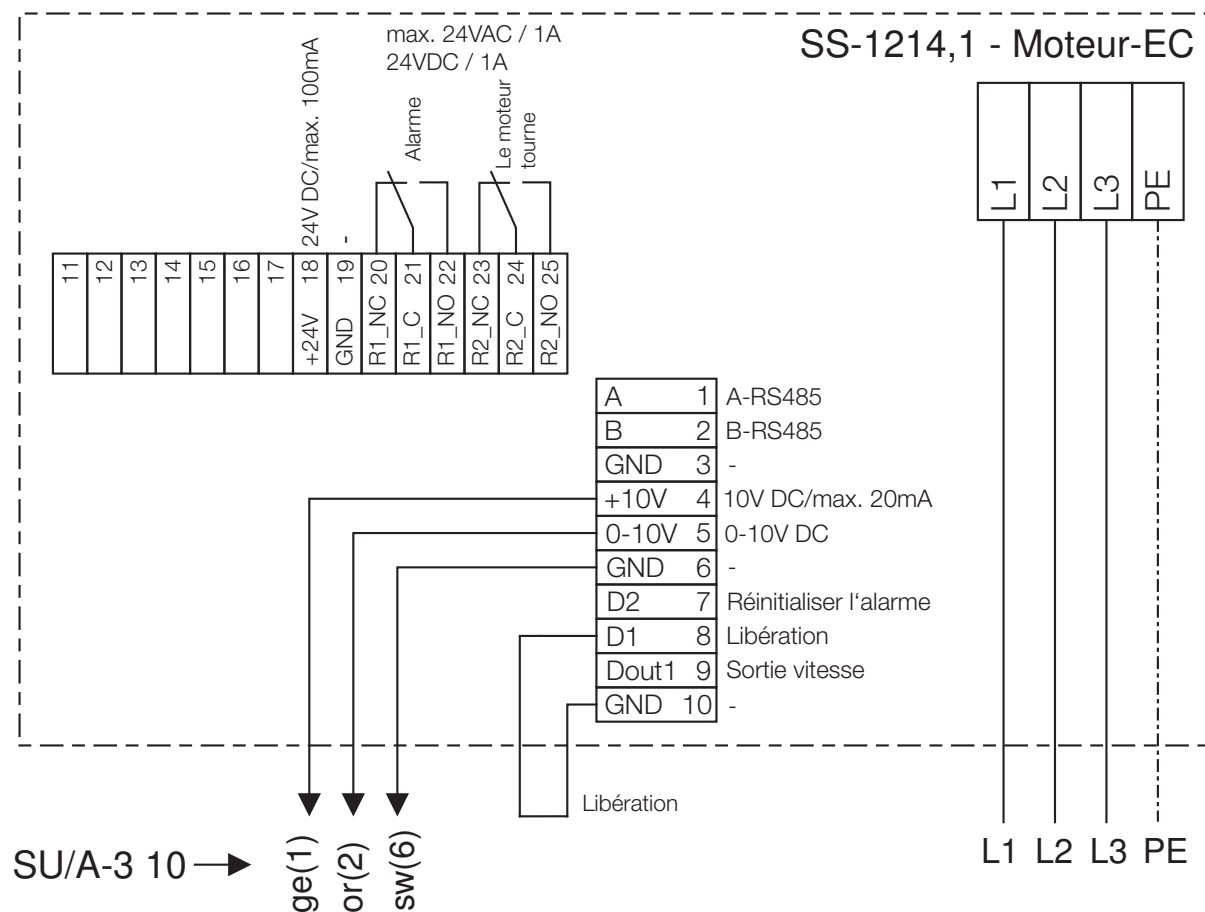 SS-1214,1 - Moteur-EC
max. 24VAC / 1A
24VDC / 1A
24V DC/max. 100mA
-
Alarme
Le moteur
tourne
11
12
13
14
15
16
17
+24V 18
GND 19
R1_NC 20
R1_C 21
R1_NO 22
R2_NC 23
R2_C 24
R2_NO 25
L1
L2
L3
PE
A 1 A-RS485
B 2 B-RS485
GND 3 -
+10V 4 10V DC/max. 20mA
0-10V 5 0-10V DC
GND 6 -
D2 7 Réinitialiser l‘alarme
D1 8 Libération
Dout1 9 Sortie vitesse
GND 10 -
Libération
SU/A-3 10
ge(1)
or(2)
sw(6)
L1 L2 L3 PE